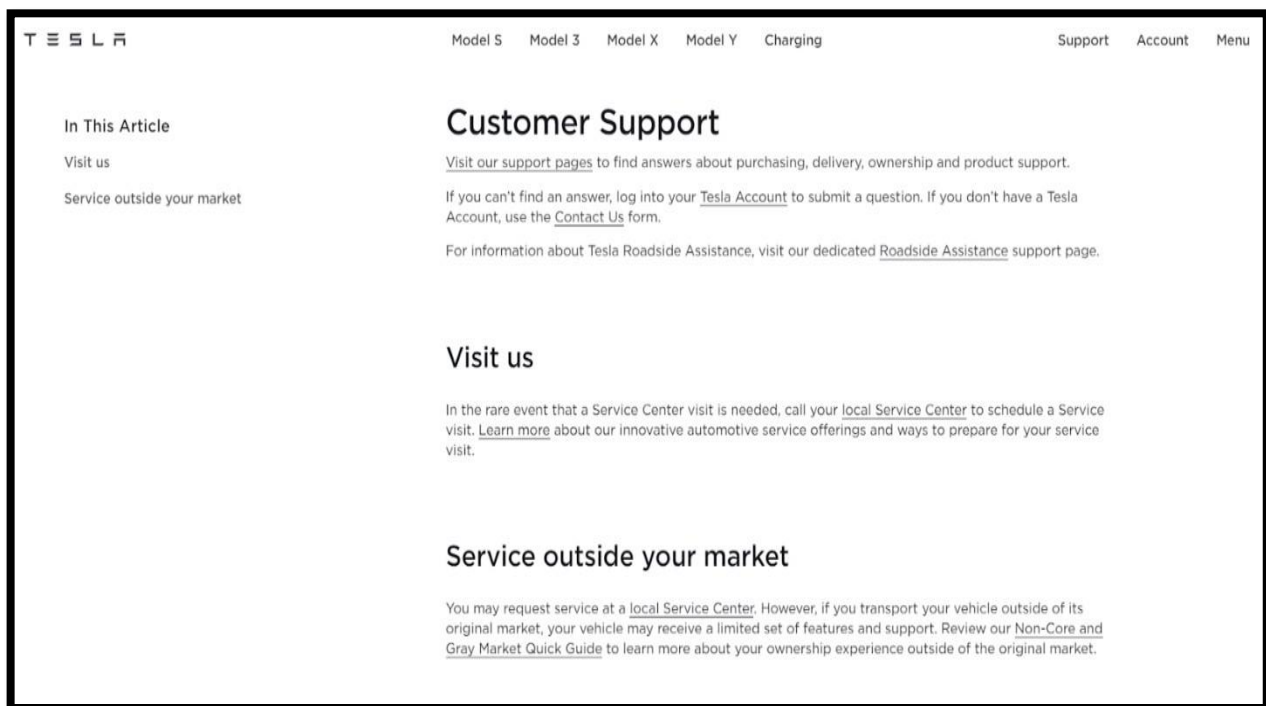 TESLA
Model S Model 3 Model X Model Y Charging
Support Account Menu
In This Article
Visit us
Service outside your market
Customer Support
Visit our support pages to find answers about purchasing, delivery, ownership and product support.
If you can't find an answer, log into your Tesla Account to submit a question. If you don't have a Tesla
Account, use the Contact Us form.
For information about Tesla Roadside Assistance, visit our dedicated Roadside Assistance support page.
Visit us
In the rare event that a Service Center visit is needed, call your local Service Center to schedule a Service
visit. Learn more about our innovative automotive service offerings and ways to prepare for your service
visit.
Service outside your market
You may request service at a local Service Center. However, if you transport your vehicle outside of its
original market, your vehicle may receive a limited set of features and support. Review our Non-Core and
Gray Market Quick Guide to learn more about your ownership experience outside of the original market.